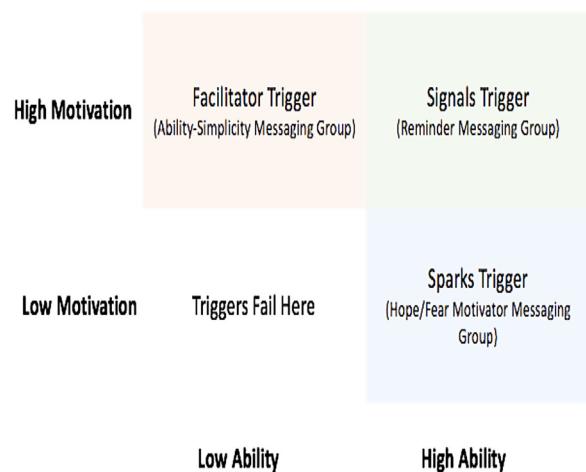 High Motivation
Facilitator Trigger
(Ability-Simplicity Messaging Group)
Signals Trigger
(Reminder Messaging Group)
Low Motivation
Triggers Fail Here
Sparks Trigger
(Hope/Fear Motivator Messaging
Group)
Low Ability
High Ability